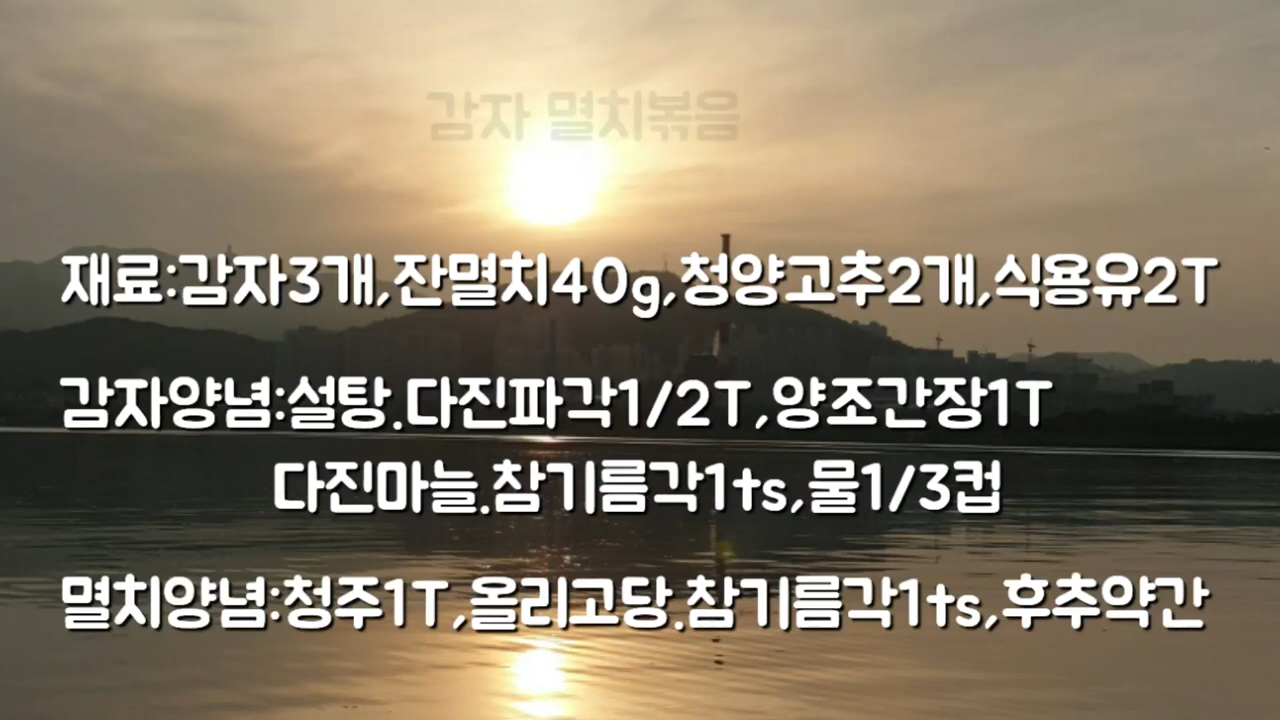 감자 멸치볶음
재료:감자3개,잔멸치40g,청양고추2개,식용유2T
감자양념:설탕.다진파각1/2T,양조간장1T
다진마늘.참기름각1ts,물1/3컵
멸치양념:청주1T,올리고당.참기름각1ts,후추약간